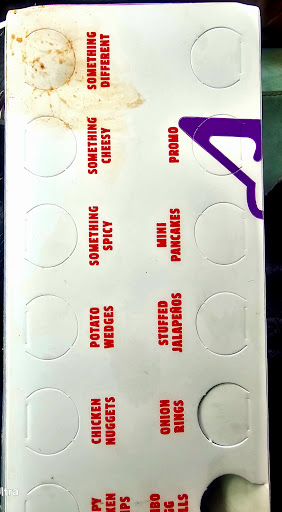 CHICKEN
NUGGETS
POTATO
WEDGES
SOMETHING
SPICY
SOMETHING
CHEESY
SOMETHING
DIFFERENT
ONION
RINGS
STUFFED
JALAPEÑOS
MINI
PANCAKES
PROMO